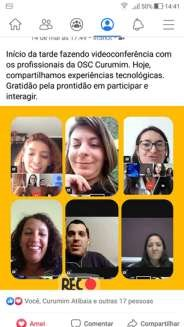 50%
14:41
14 de mai às 17:49
Início da tarde fazendo videoconferência com
os profissionais da OSC Curumim. Hoje,
compartilhamos experiências tecnológicas.
Gratidão pela prontidão em participar e
interagir.
REC
Você, Curumim Atibaia e outras 17 pessoas
Amei
Comentar
Compartilhar